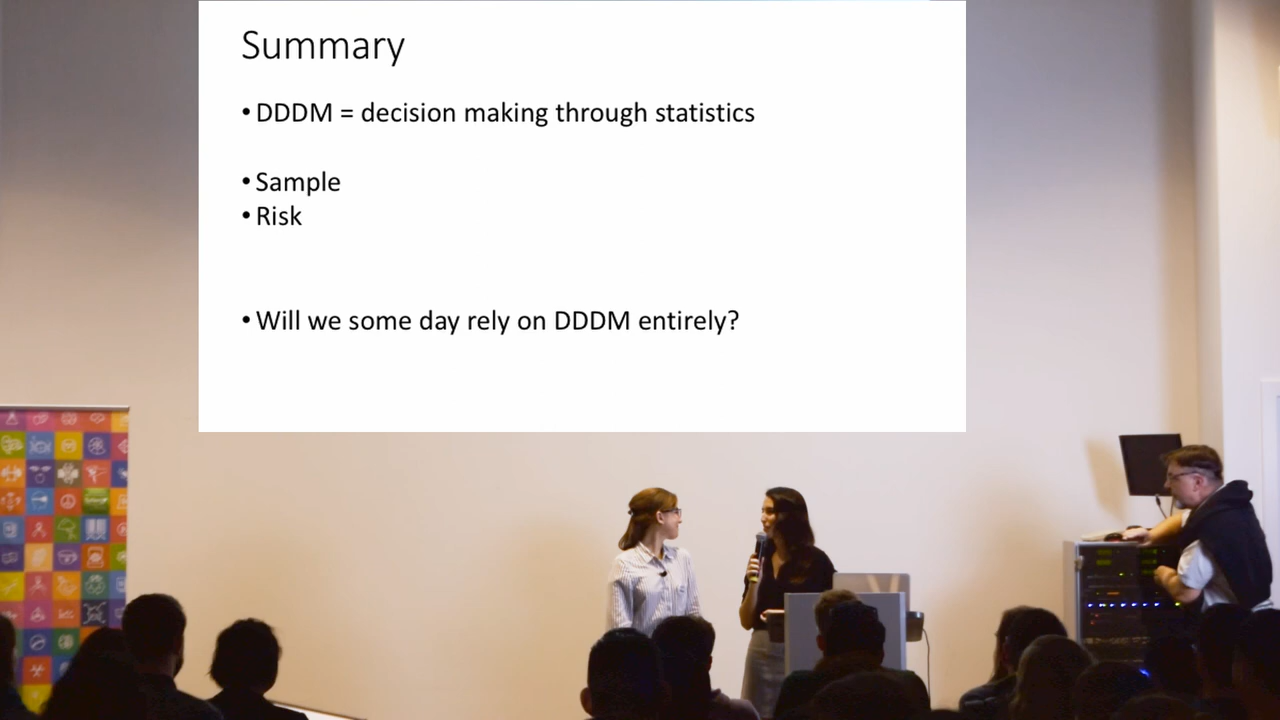 Summary
• DDDM = decision making through statistics
• Sample
• Risk
• Will we some day rely on DDDM entirely?